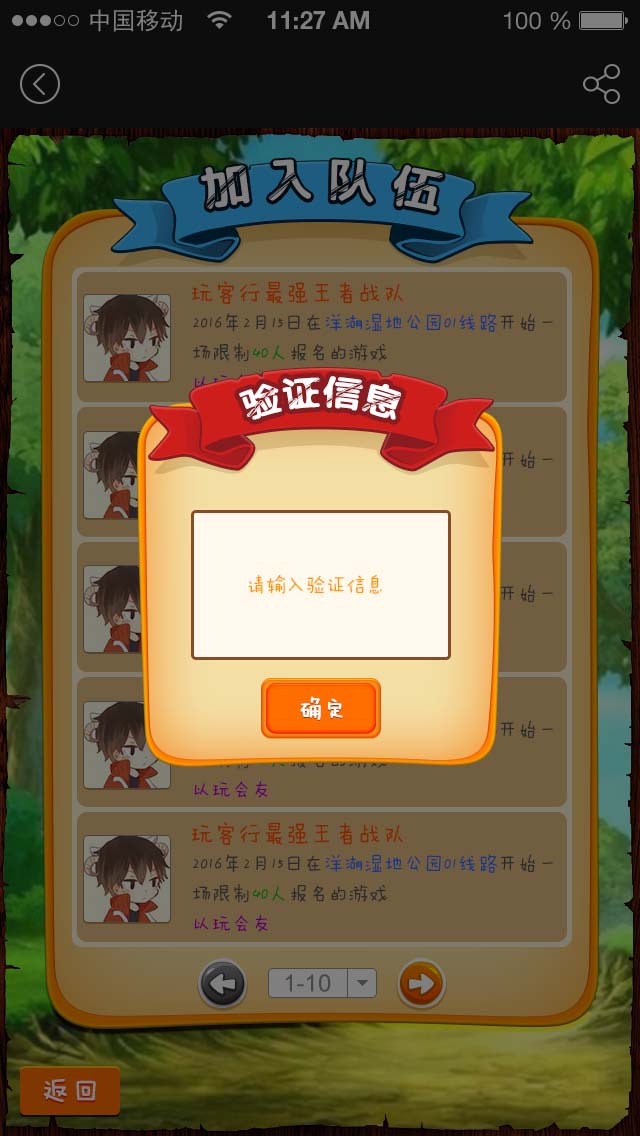 中国移动
11:27 AM
100 %
加入队伍
玩客行最强王者战队
2016年2月15日在洋湖湿地公园01线路开始一
场限制40人报名的游戏
验证信息
开始一
请输入验证信息
开始一
确定
开始一
以玩会友
玩客行最强王者战队
2016年2月15日在洋湖湿地公园01线路开始一
场限制40人报名的游戏
以玩会友
1-10
返回